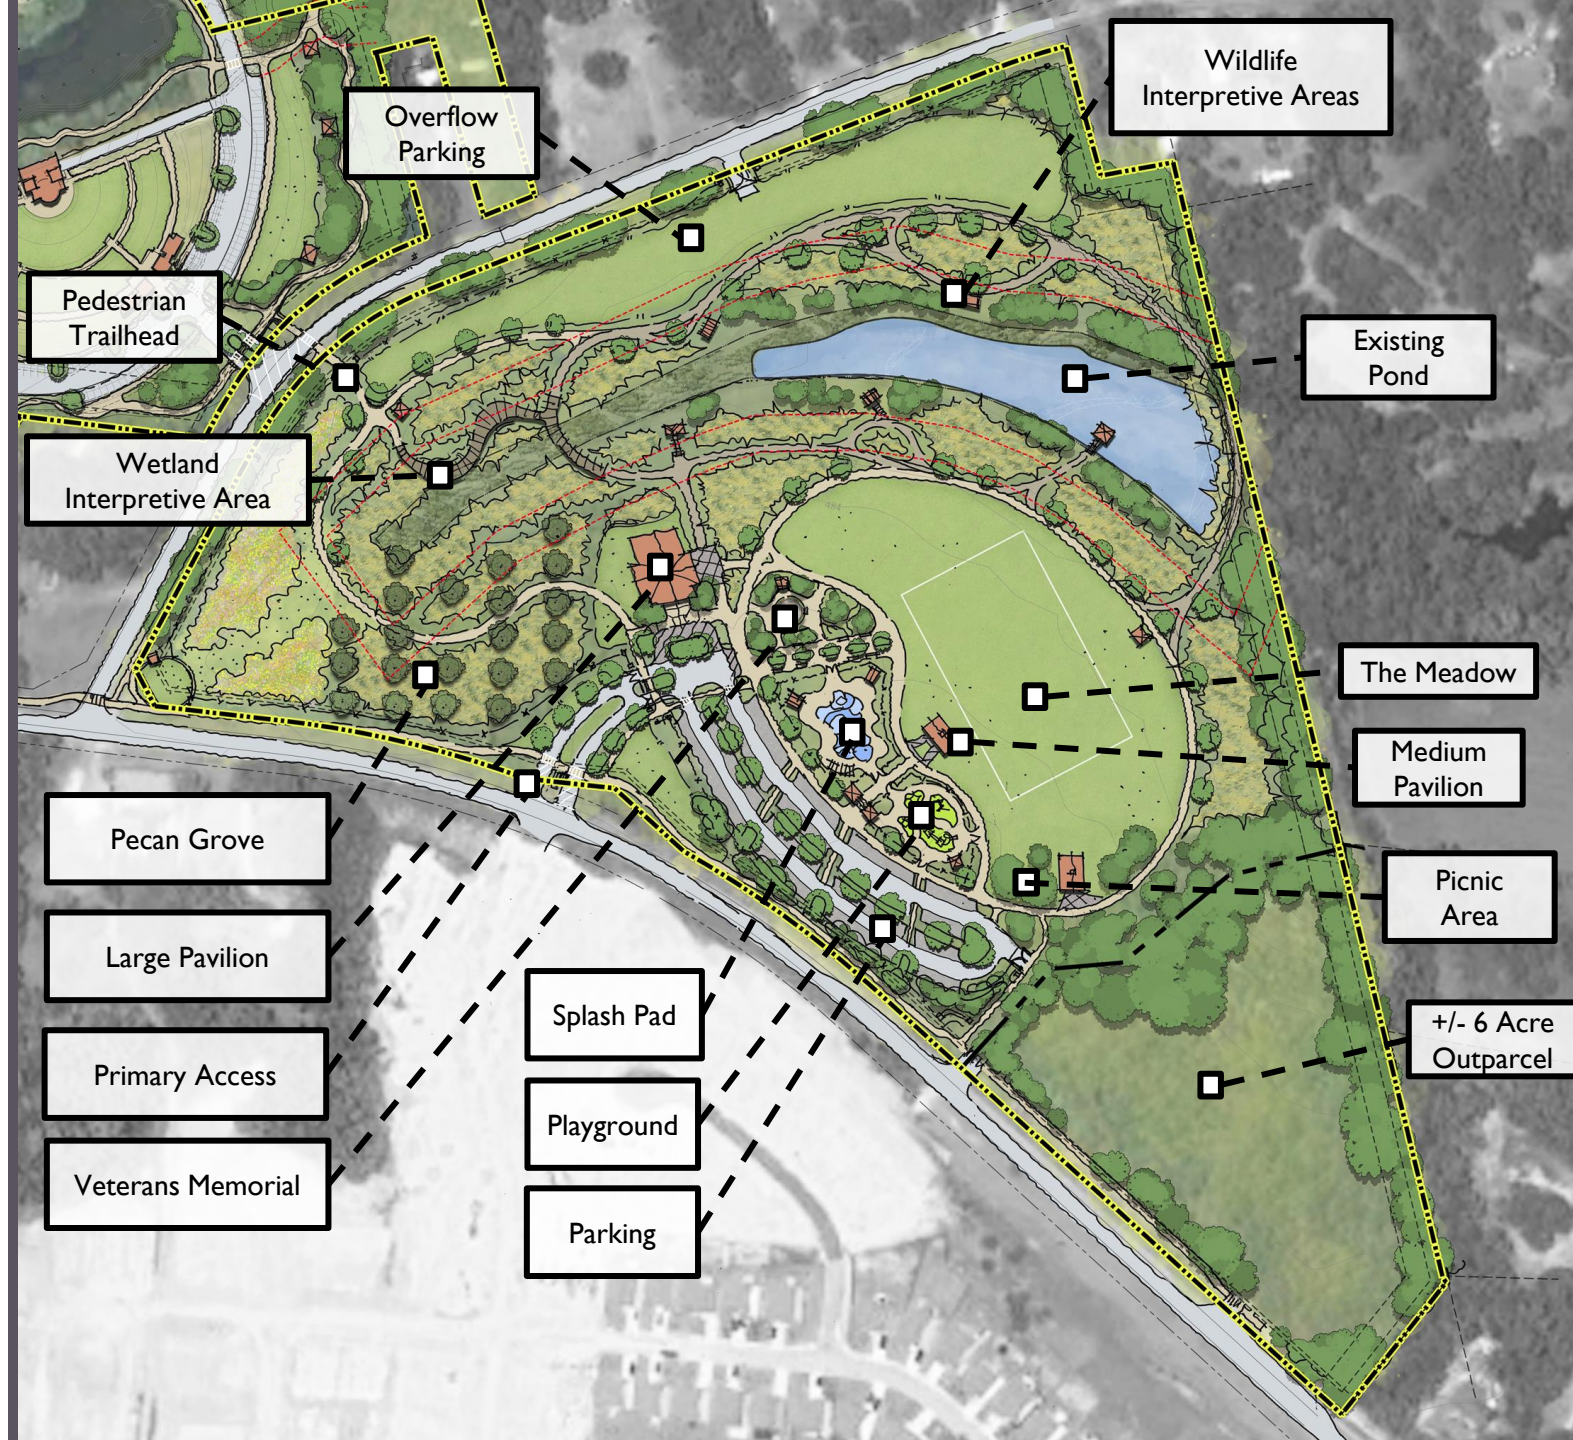 Wildlife
Interpretive Areas
Overflow
Parking
Pedestrian
Trailhead
Existing
Pond
Wetland
Interpretive Area
The Meadow
Medium
Pavilion
Pecan Grove
Picnic
Area
Large Pavilion
Splash Pad
+/- 6 Acre
Outparcel
Primary Access
Playground
Veterans Memorial
Parking